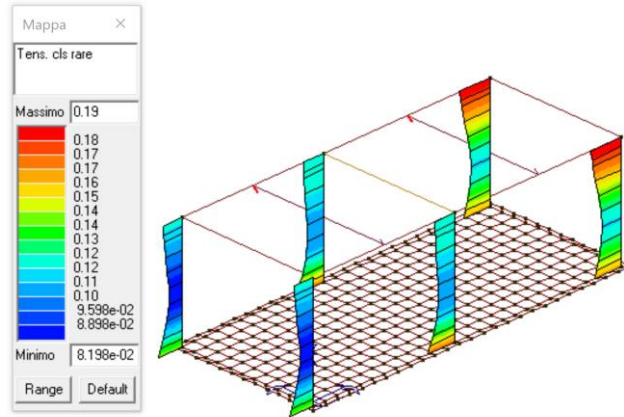 Mappa
Tens. cls rare
Massimo 0.19
0.18
0.17
0.17
0.16
0.15
0.14
0.14
0.13
0.12
0.12
0.11
0.10
9.598e-02
8.898e-02
Minimo 8.198e-02
Range Default